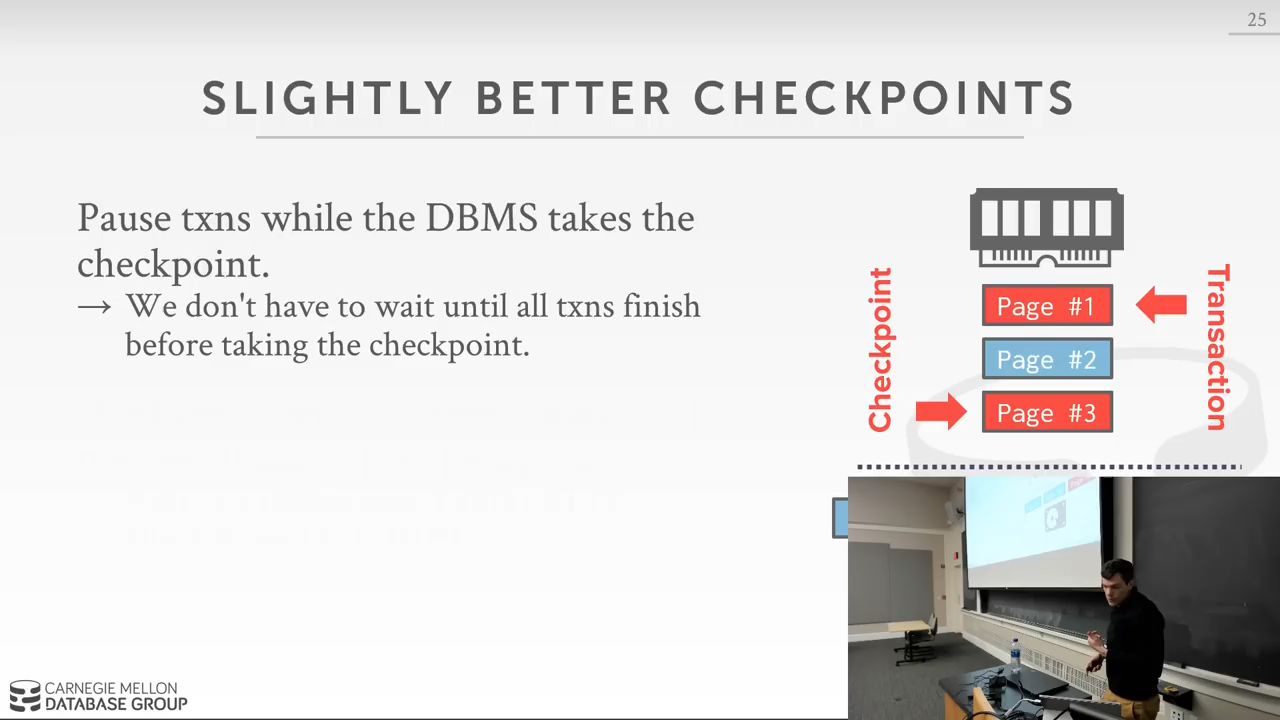 25
SLIGHTLY BETTER CHECKPOINTS
Pause txns while the DBMS takes the
checkpoint.
→ We don't have to wait until all txns finish
before taking the checkpoint.
Checkpoint
Page #1
Page #2
Page #3
Transaction
CARNEGIE MELLON
DATABASE GROUP